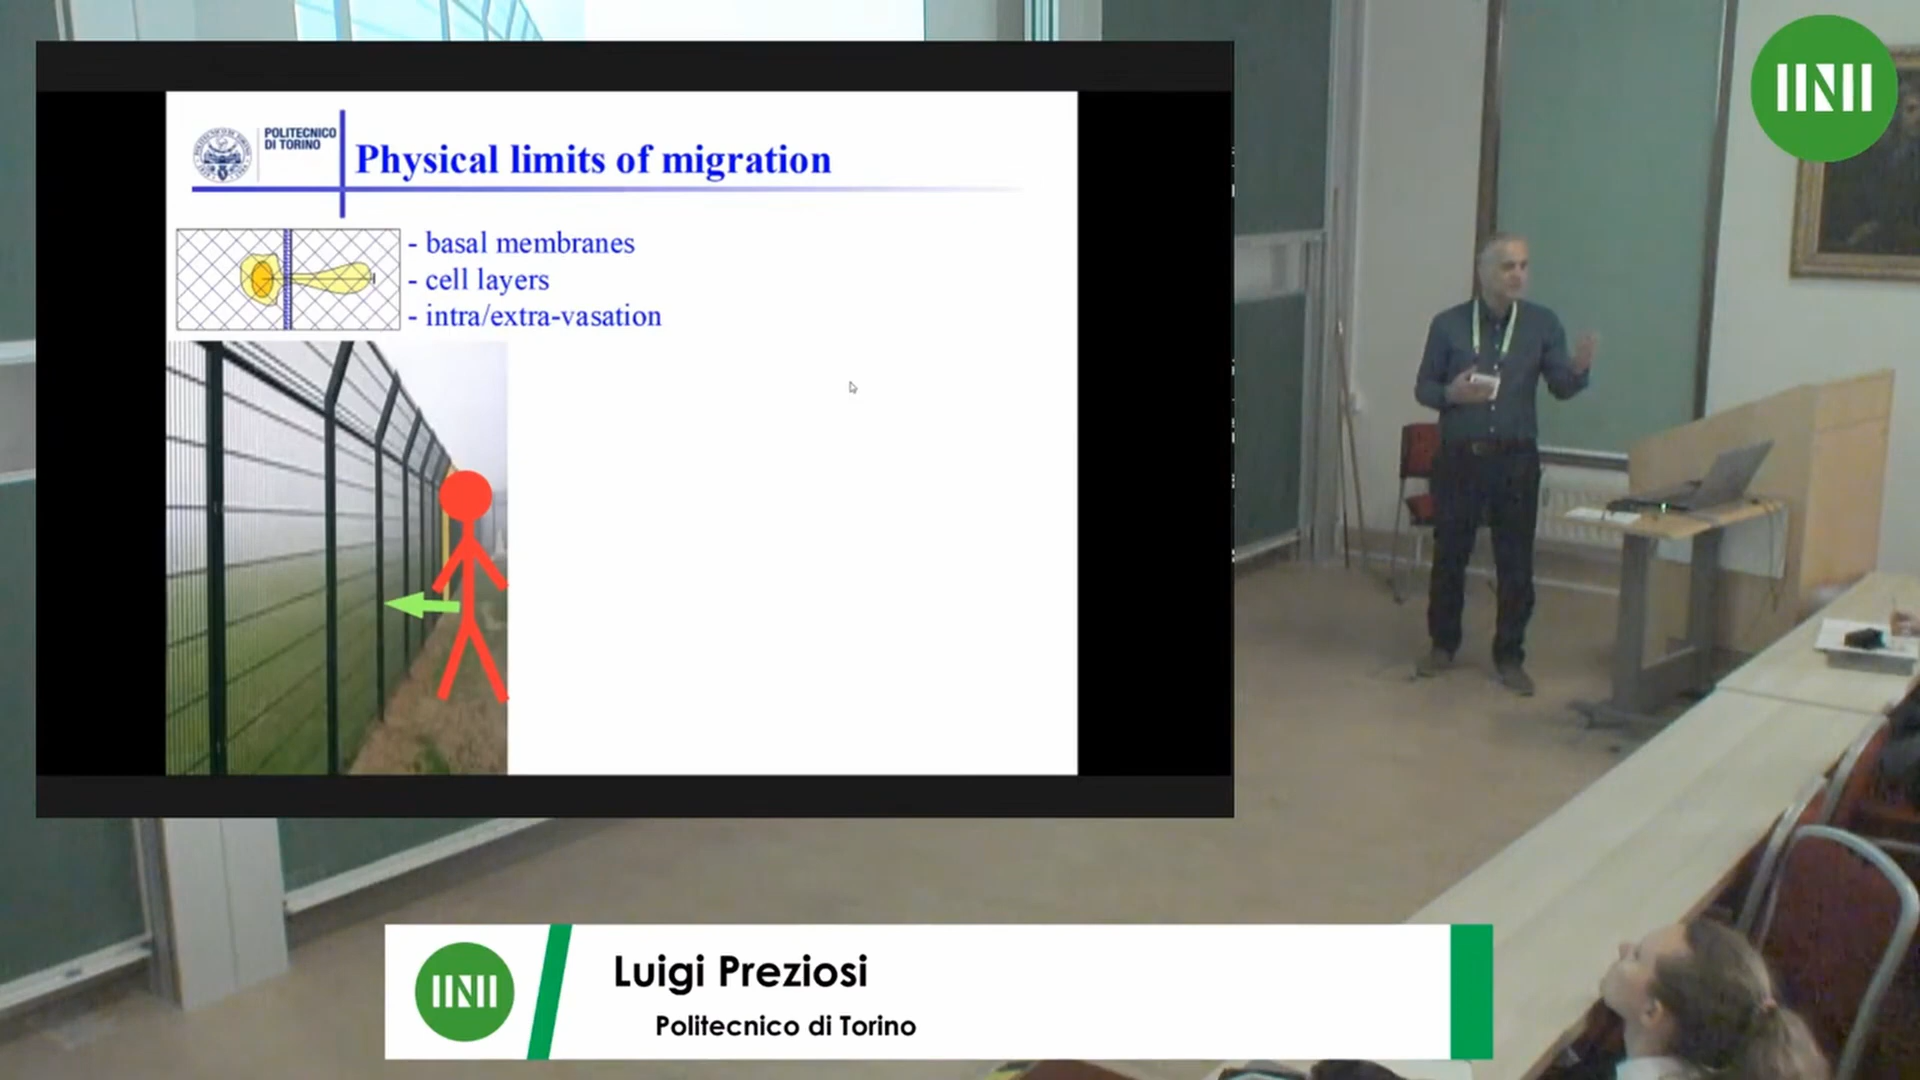 POLITECNICO
DI TORINO
Physical limits of migration
- basal membranes
- cell layers
- intra/extra-vasation
Luigi Preziosi
Politecnico di Torino